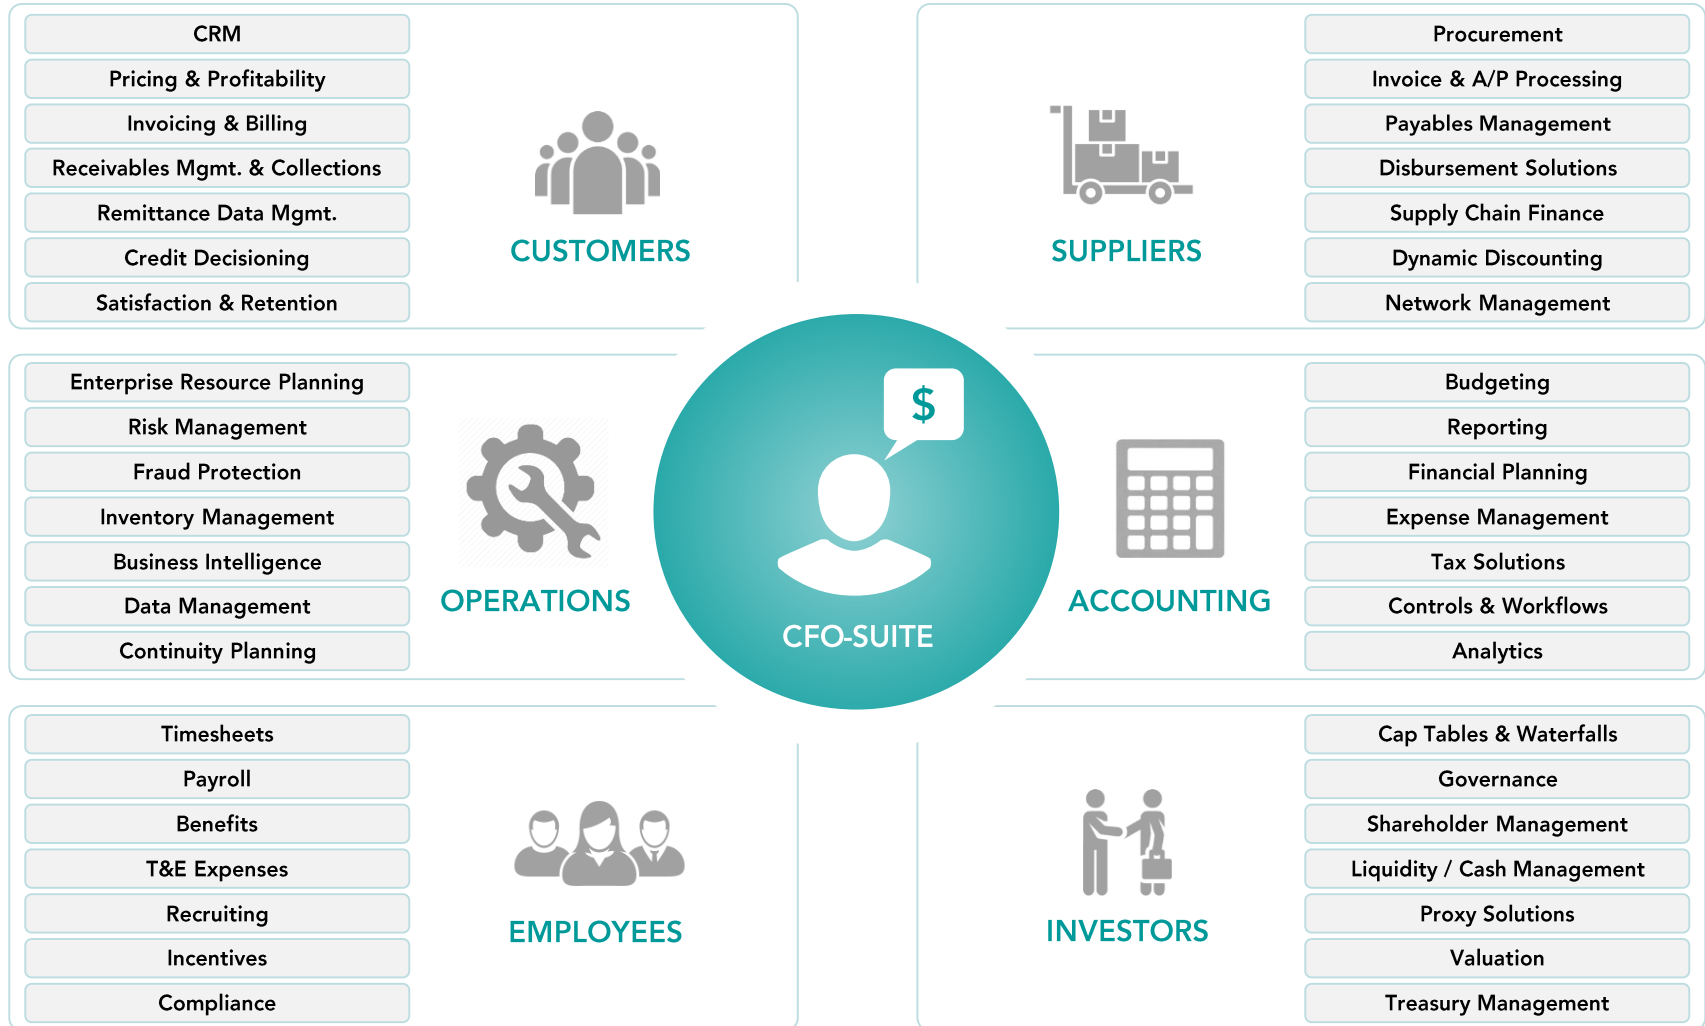 CRM
Pricing & Profitability
Invoicing & Billing
Receivables Mgmt. & Collections
Remittance Data Mgmt.
Credit Decisioning
Satisfaction & Retention
CUSTOMERS
SUPPLIERS
Procurement
Invoice & A/P Processing
Payables Management
Disbursement Solutions
Supply Chain Finance
Dynamic Discounting
Network Management
Enterprise Resource Planning
Risk Management
Fraud Protection
Inventory Management
Business Intelligence
Data Management
Continuity Planning
OPERATIONS
$
CFO-SUITE
ACCOUNTING
Budgeting
Reporting
Financial Planning
Expense Management
Tax Solutions
Controls & Workflows
Analytics
Timesheets
Payroll
Benefits
T&E Expenses
Recruiting
Incentives
Compliance
EMPLOYEES
INVESTORS
Cap Tables & Waterfalls
Governance
Shareholder Management
Liquidity / Cash Management
Proxy Solutions
Valuation
Treasury Management